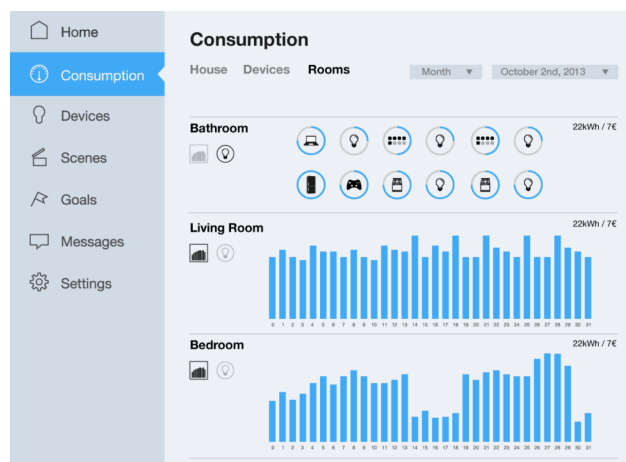 Home
Consumption
Devices
Scenes
Goals
Messages
Settings
Consumption
House Devices Rooms
Month ▼ October 2nd, 2013 ▼
Bathroom
22kWh / 7€
Living Room
22kWh / 7€
0 1 2 3 4 5 6 7 8 9 10 11 12 13 14 15 16 17 18 19 20 21 22 23 24 25 26 27 28 29 30 31
Bedroom
22kWh / 7€
0 1 2 3 4 5 6 7 8 9 10 11 12 13 14 15 16 17 18 19 20 21 22 23 24 25 26 27 28 29 30 31